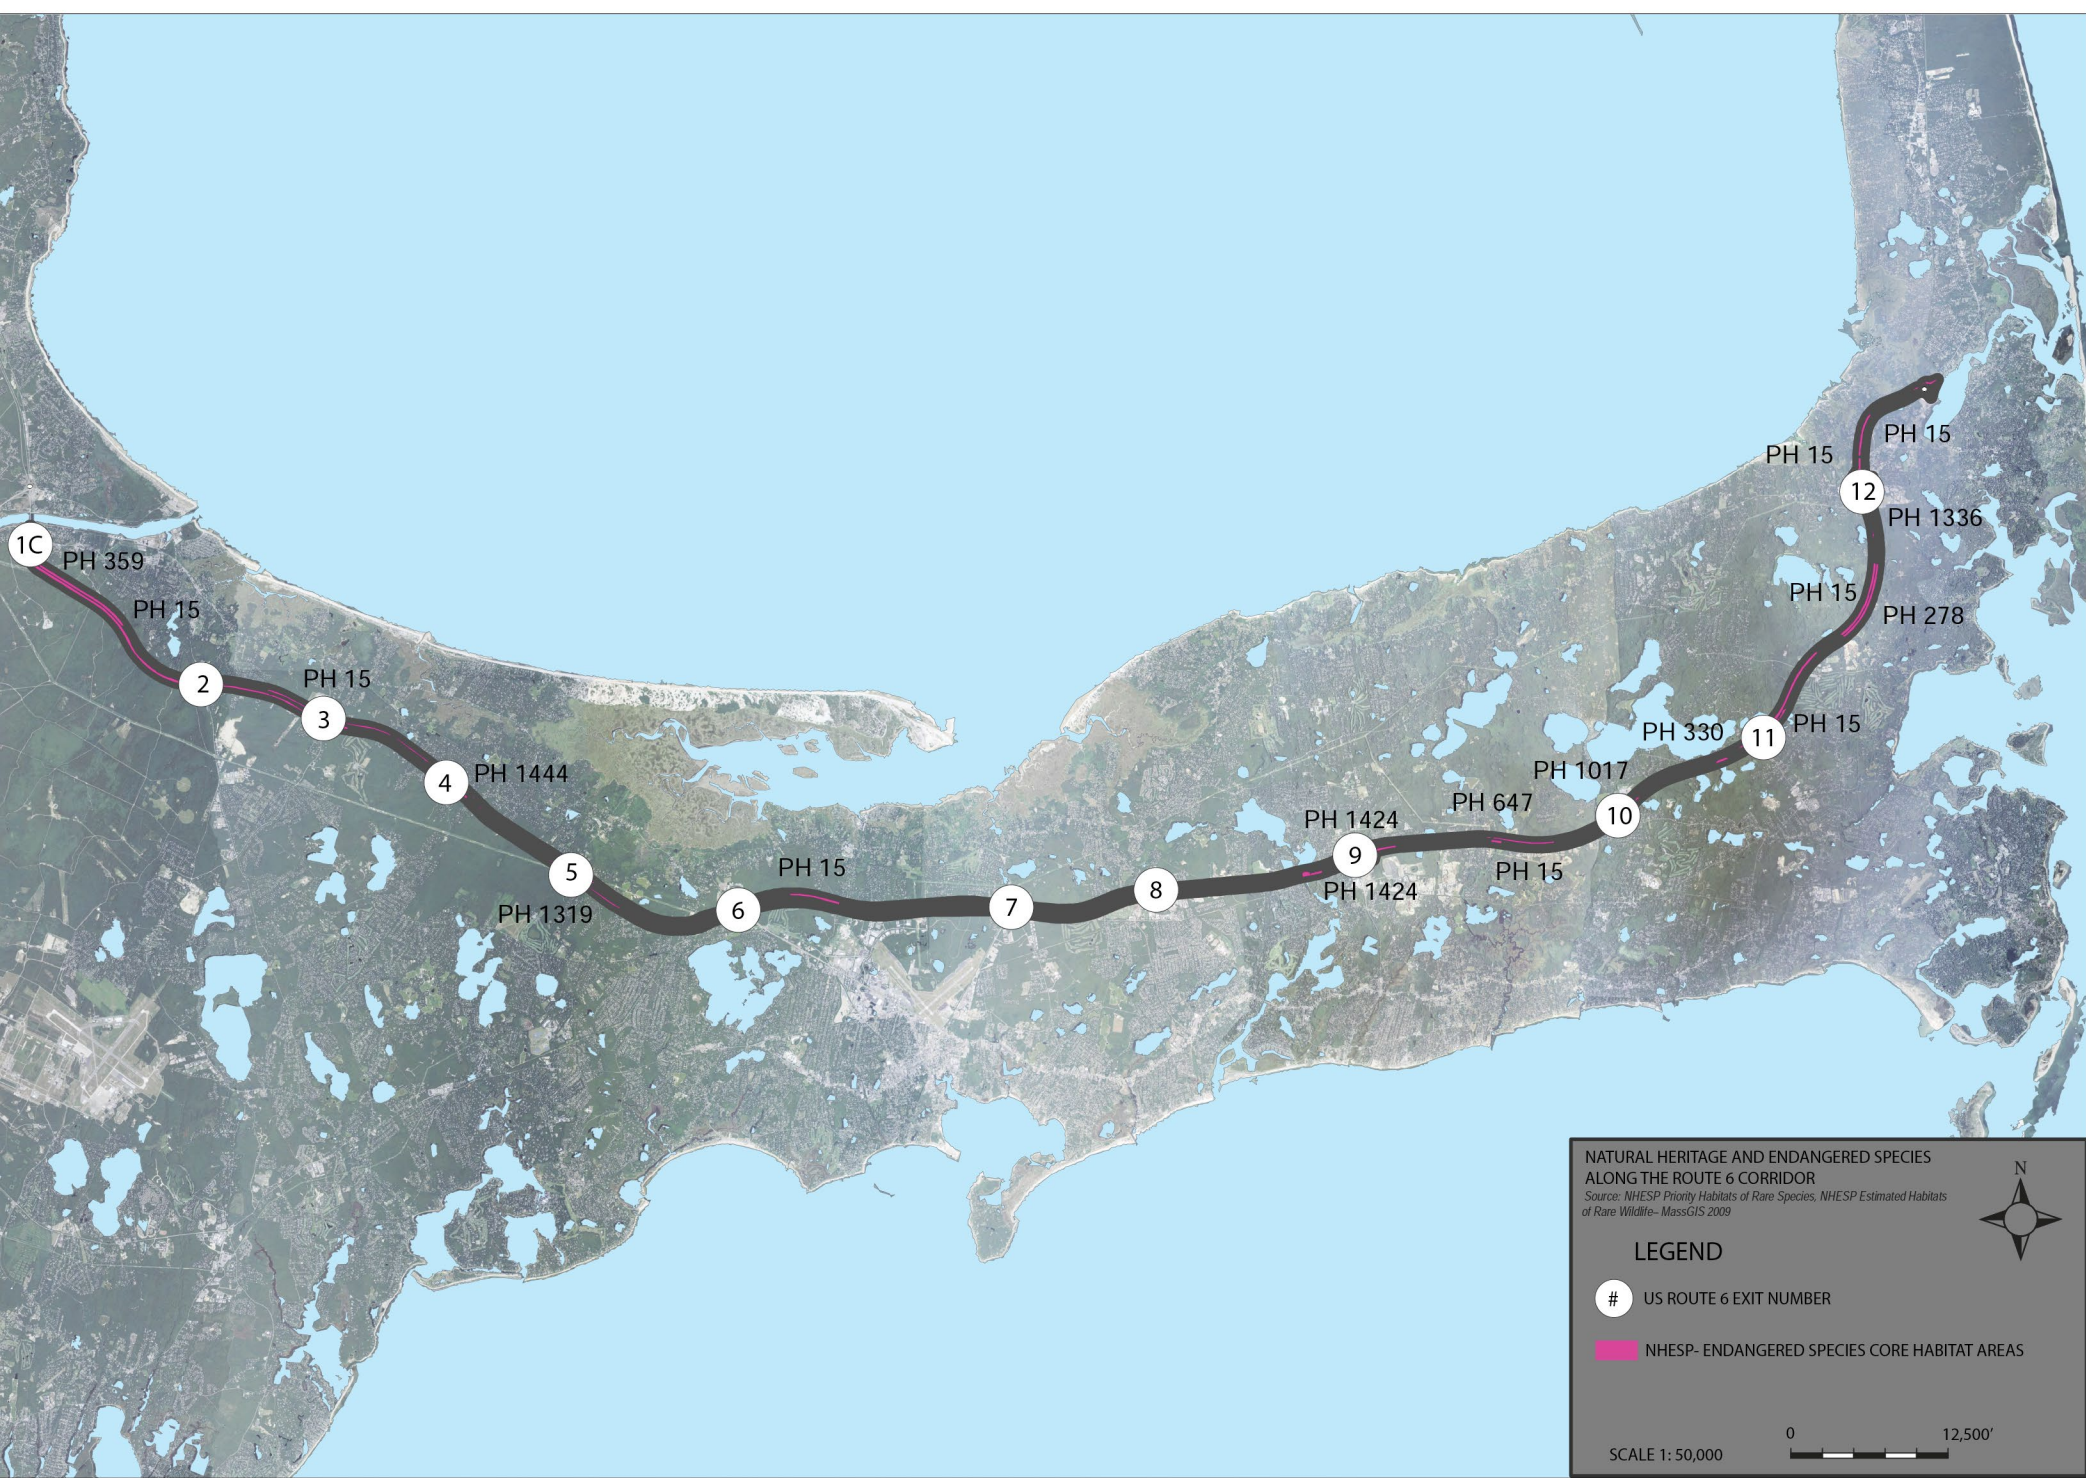 PH 15
PH 15
12
PH 1336
1C
PH 359
PH 15
PH 15
PH 278
2
PH 15
3
PH 330
11
PH 15
4
PH 1444
PH 1017
PH 647
10
PH 1424
9
5
PH 15
PH 15
8
PH 1424
6
7
PH 1319
NATURAL HERITAGE AND ENDANGERED SPECIES
ALONG THE ROUTE 6 CORRIDOR
Source: NHESP Priority Habitats of Rare Species, NHESP Estimated Habitats
of Rare Wildlife– MassGIS 2009
N
LEGEND
# US ROUTE 6 EXIT NUMBER
NHESP- ENDANGERED SPECIES CORE HABITAT AREAS
0 12,500’
SCALE 1: 50,000